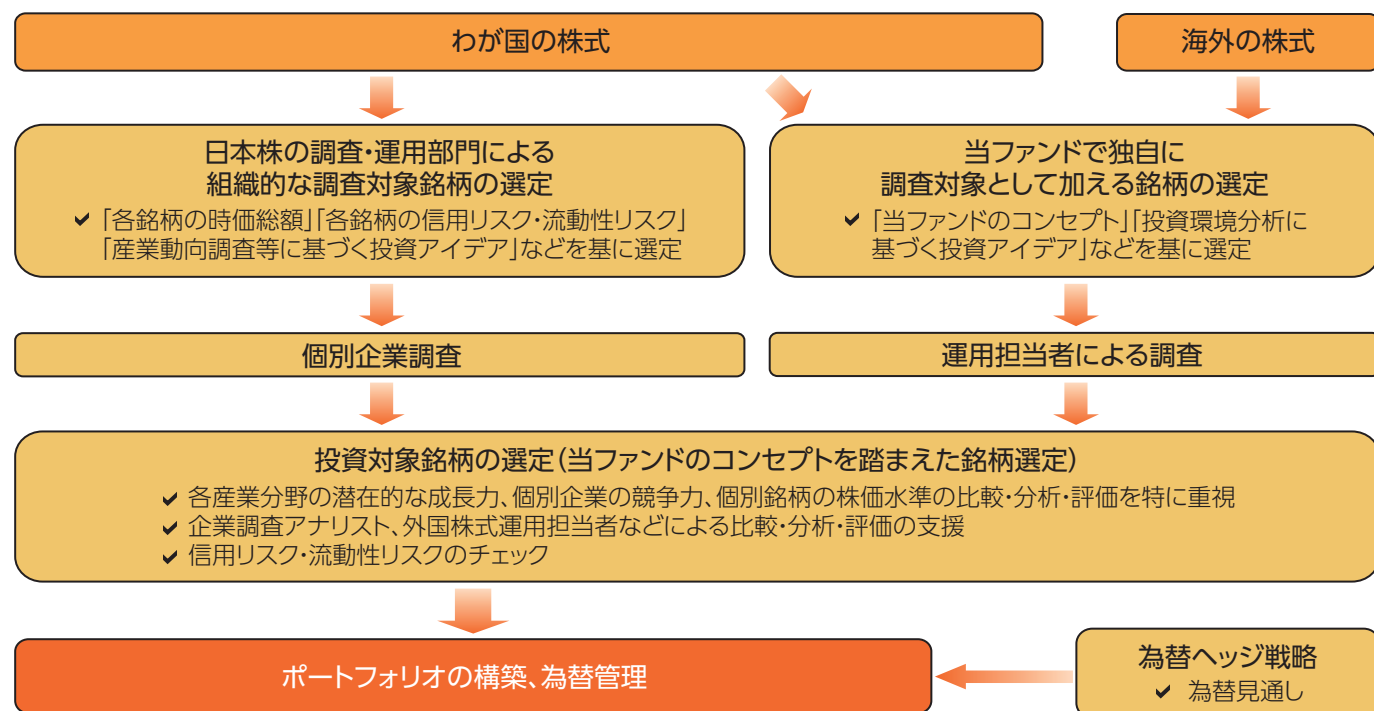 わが国の株式
海外の株式
日本株の調査・運用部門による
組織的な調査対象銘柄の選定
✔ 「各銘柄の時価総額」「各銘柄の信用リスク・流動性リスク」
「産業動向調査等に基づく投資アイデア」などを基に選定
当ファンドで独自に
調査対象として加える銘柄の選定
✔ 「当ファンドのコンセプト」「投資環境分析に
基づく投資アイデア」などを基に選定
個別企業調査
運用担当者による調査
投資対象銘柄の選定(当ファンドのコンセプトを踏まえた銘柄選定)
✔ 各産業分野の潜在的な成長力、個別企業の競争力、個別銘柄の株価水準の比較・分析・評価を特に重視
✔ 企業調査アナリスト、外国株式運用担当者などによる比較・分析・評価の支援
✔ 信用リスク・流動性リスクのチェック
ポートフォリオの構築、為替管理
為替ヘッジ戦略
✔ 為替見通し